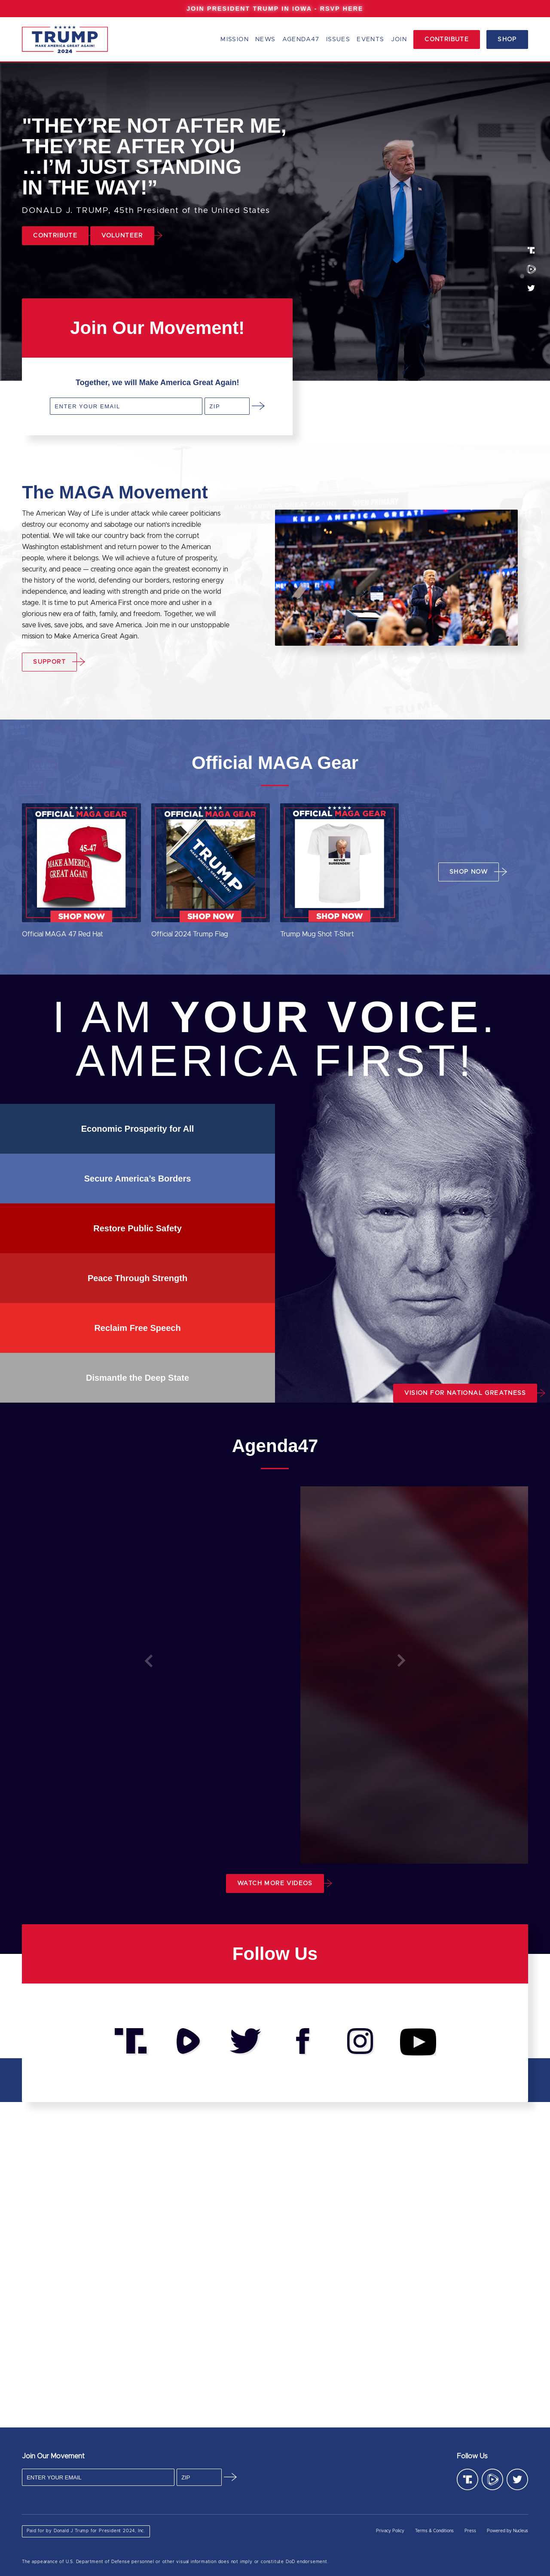 JOIN PRESIDENT TRUMP IN IOWA - RSVP HERE
TRUMP
MAKE AMERICA GREAT AGAIN!
2024
MISSION NEWS AGENDA47 ISSUES EVENTS JOIN CONTRIBUTE SHOP
"THEY’RE NOT AFTER ME,
THEY’RE AFTER YOU
…I’M JUST STANDING
IN THE WAY!”
DONALD J. TRUMP, 45th President of the United States
CONTRIBUTE VOLUNTEER
Join Our Movement!
Together, we will Make America Great Again!
ENTER YOUR EMAIL ZIP
The MAGA Movement
The American Way of Life is under attack while career politicians
destroy our economy and sabotage our nation's incredible
potential. We will take our country back from the corrupt
Washington establishment and return power to the American
people, where it belongs. We will achieve a future of prosperity,
security, and peace — creating once again the greatest economy in
the history of the world, defending our borders, restoring energy
independence, and leading with strength and pride on the world
stage. It is time to put America First once more and usher in a
glorious new era of faith, family, and freedom. Together, we will
save lives, save jobs, and save America. Join me in our unstoppable
mission to Make America Great Again.
KEEP AMERICA GREAT!
SUPPORT
Official MAGA Gear
OFFICIAL MAGA GEAR
45-47
MAKE AMERICA
GREAT AGAIN
SHOP NOW
Official MAGA 47 Red Hat
OFFICIAL MAGA GEAR
TRUMP
SHOP NOW
Official 2024 Trump Flag
OFFICIAL MAGA GEAR
NEVER
SURRENDER!
SHOP NOW
Trump Mug Shot T-Shirt
SHOP NOW
I AM YOUR VOICE.
AMERICA FIRST!
Economic Prosperity for All
Secure America’s Borders
Restore Public Safety
Peace Through Strength
Reclaim Free Speech
Dismantle the Deep State
VISION FOR NATIONAL GREATNESS
Agenda47
WATCH MORE VIDEOS
Follow Us
Join Our Movement
ENTER YOUR EMAIL ZIP
Follow Us
Paid for by Donald J Trump for President 2024, Inc.
Privacy Policy Terms & Conditions Press Powered by Nucleus
The appearance of U.S. Department of Defense personnel or other visual information does not imply or constitute DoD endorsement